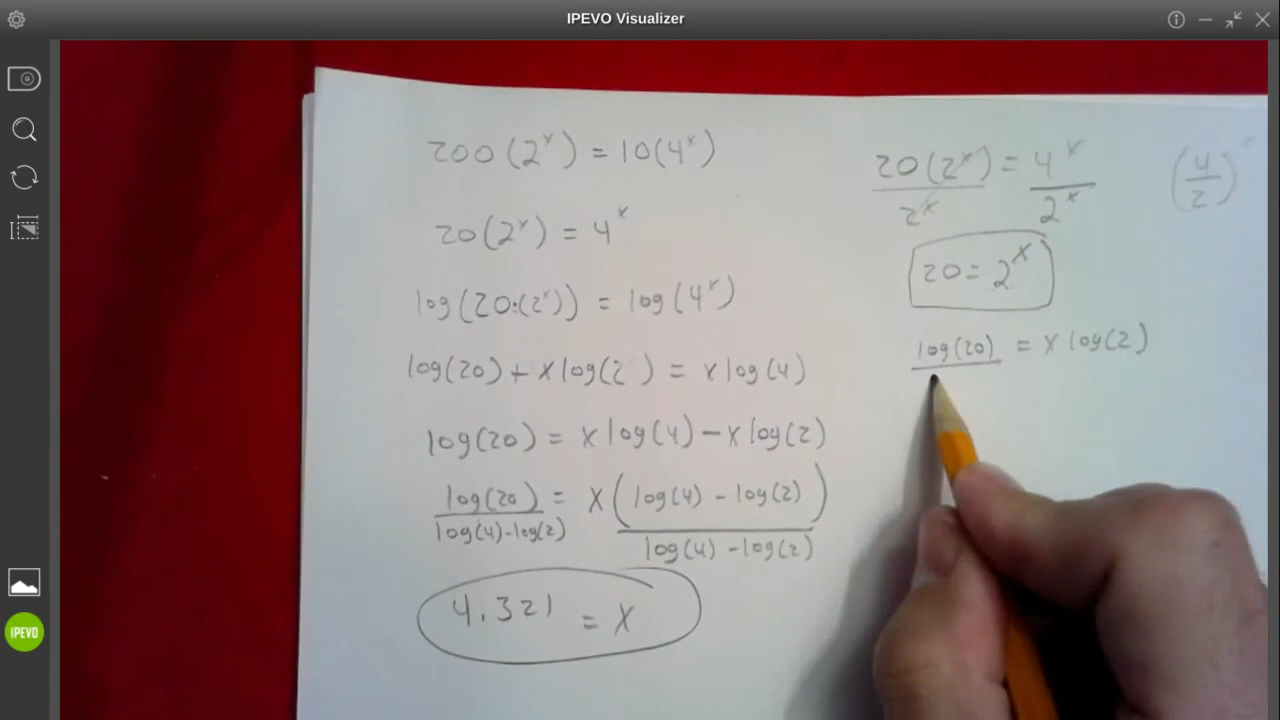 IPEVO Visualizer
200(2^x) = 10(4^x)
20(2^x) = 4^x
log(20·(2^x)) = log(4^x)
log(20) + x log(2) = x log(4)
log(20) = x log(4) - x log(2)
log(20) = x(log(4) - log(2))
log(4)-log(2) log(4) - log(2)
4.321 = x
20(2^x) = 4^x
2^x 2^x
(4/2)^x
20 = 2^x
log(20) = x log(2)
IPEVO